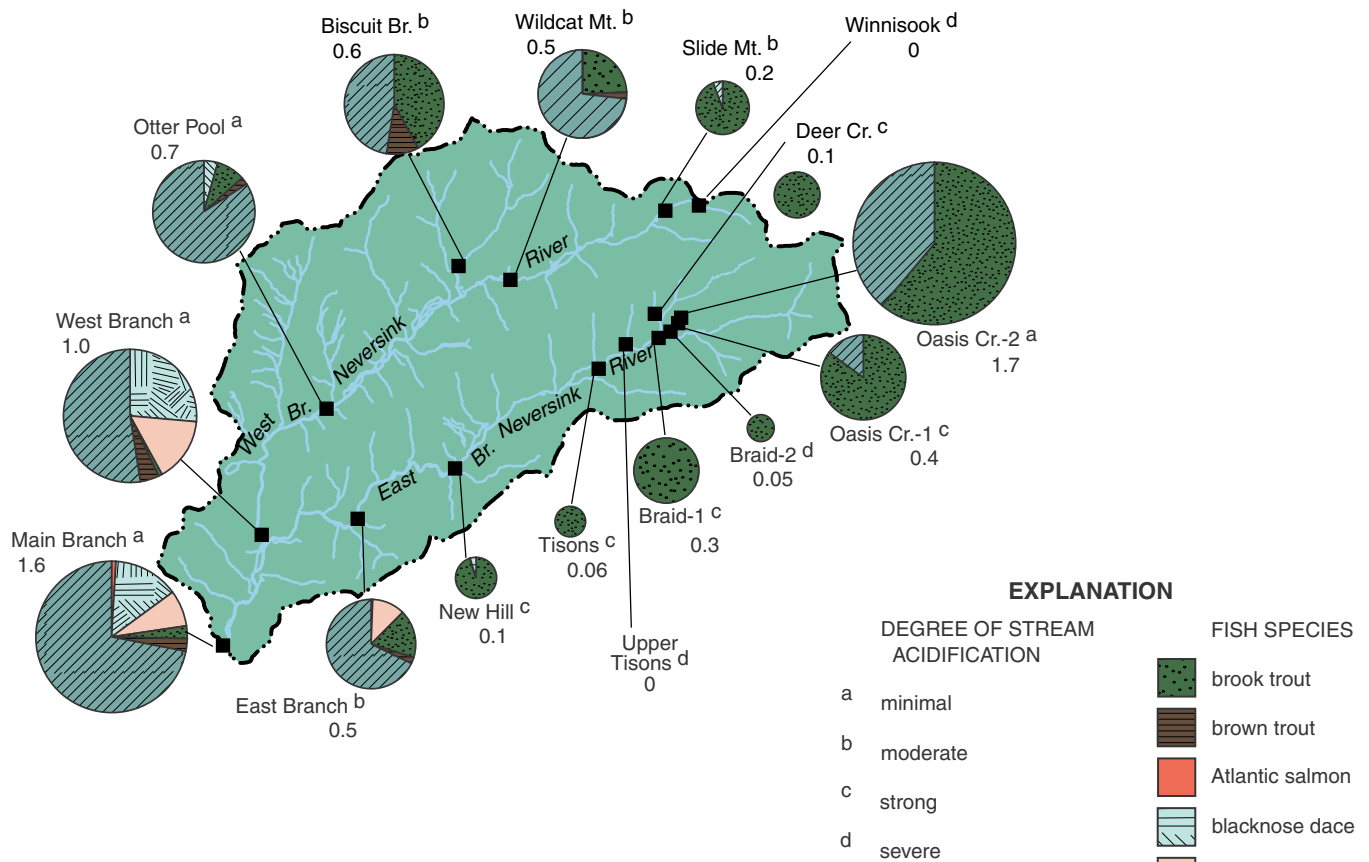 Biscuit Br. b
0.6
Wildcat Mt. b
0.5
Slide Mt. b
0.2
Winnisook d
0
Otter Pool a
0.7
Deer Cr. c
0.1
West Branch a
1.0
Oasis Cr.-2 a
1.7
Oasis Cr.-1 c
0.4
Braid-2 d
0.05
Braid-1 c
0.3
Main Branch a
1.6
Tisons c
0.06
New Hill c
0.1
Upper
Tisons d
0
East Branch b
0.5
West Br. Neversink River
East Br. Neversink River
EXPLANATION
DEGREE OF STREAM
ACIDIFICATION
a minimal
b moderate
c strong
d severe
FISH SPECIES
brook trout
brown trout
Atlantic salmon
blacknose dace